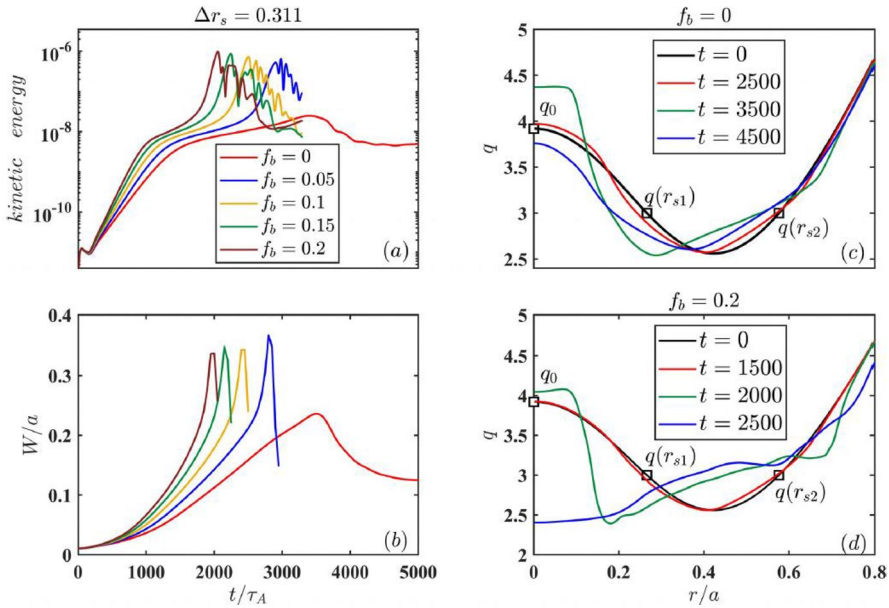 Δr_s = 0.311
kinetic energy
10^-6
10^-8
10^-10
f_b = 0
f_b = 0.05
f_b = 0.1
f_b = 0.15
f_b = 0.2
(a)
f_b = 0
q
5
4.5
4
3.5
3
2.5
q_0
t = 0
t = 2500
t = 3500
t = 4500
q(r_s1)
q(r_s2)
(c)
W/a
0.4
0.3
0.2
0.1
0
(b)
0 1000 2000 3000 4000 5000
t/τ_A
f_b = 0.2
q
5
4.5
4
3.5
3
2.5
2
q_0
t = 0
t = 1500
t = 2000
t = 2500
q(r_s1)
q(r_s2)
(d)
0 0.2 0.4 0.6 0.8
r/a